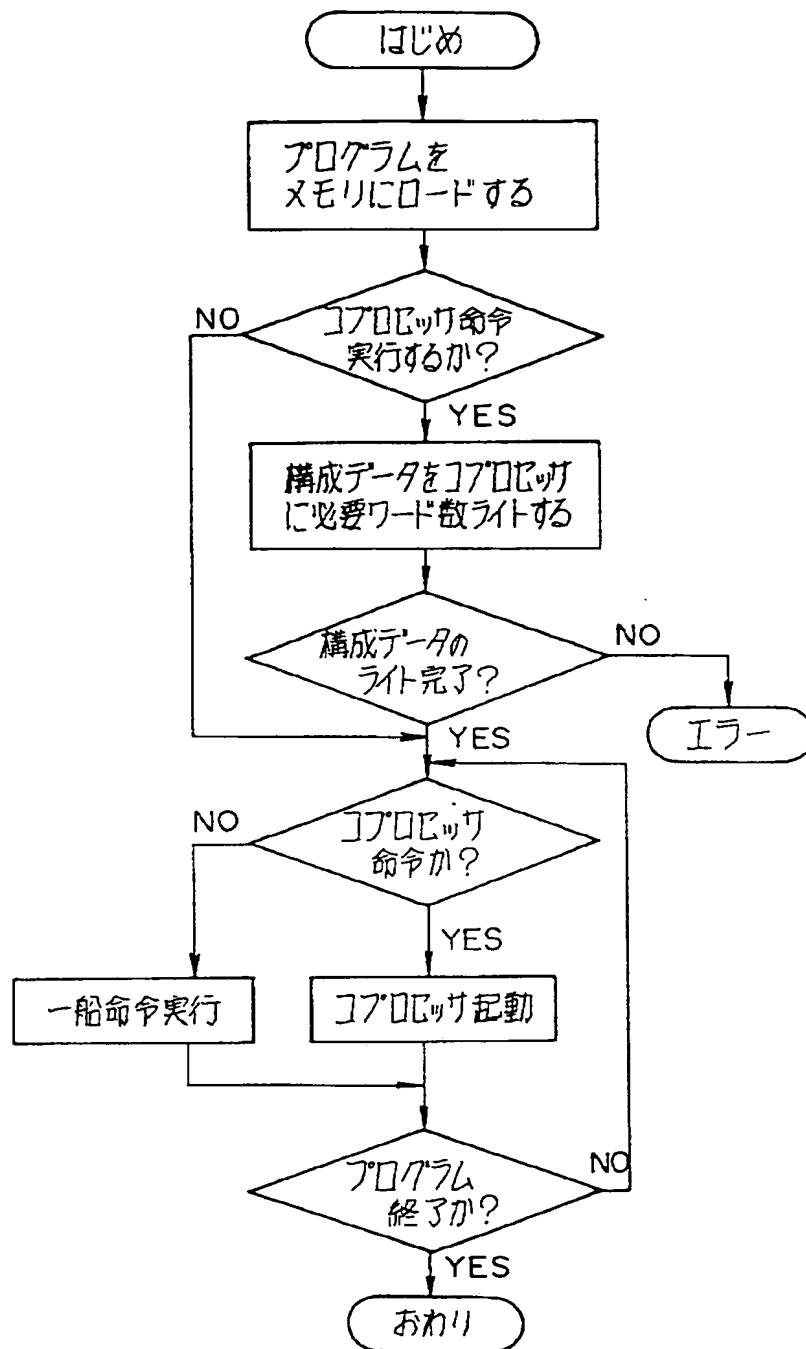 はじめ
プログラムを
メモリにロードする
NO
コプロセッサ命令
実行するか?
YES
構成データをコプロセッサ
に必要ワード数ライトする
構成データの
ライト完了?
NO
YES
エラー
NO
コプロセッサ
命令か?
YES
一船命令実行
コプロセッサ起動
プログラム
終了か?
NO
YES
おわり